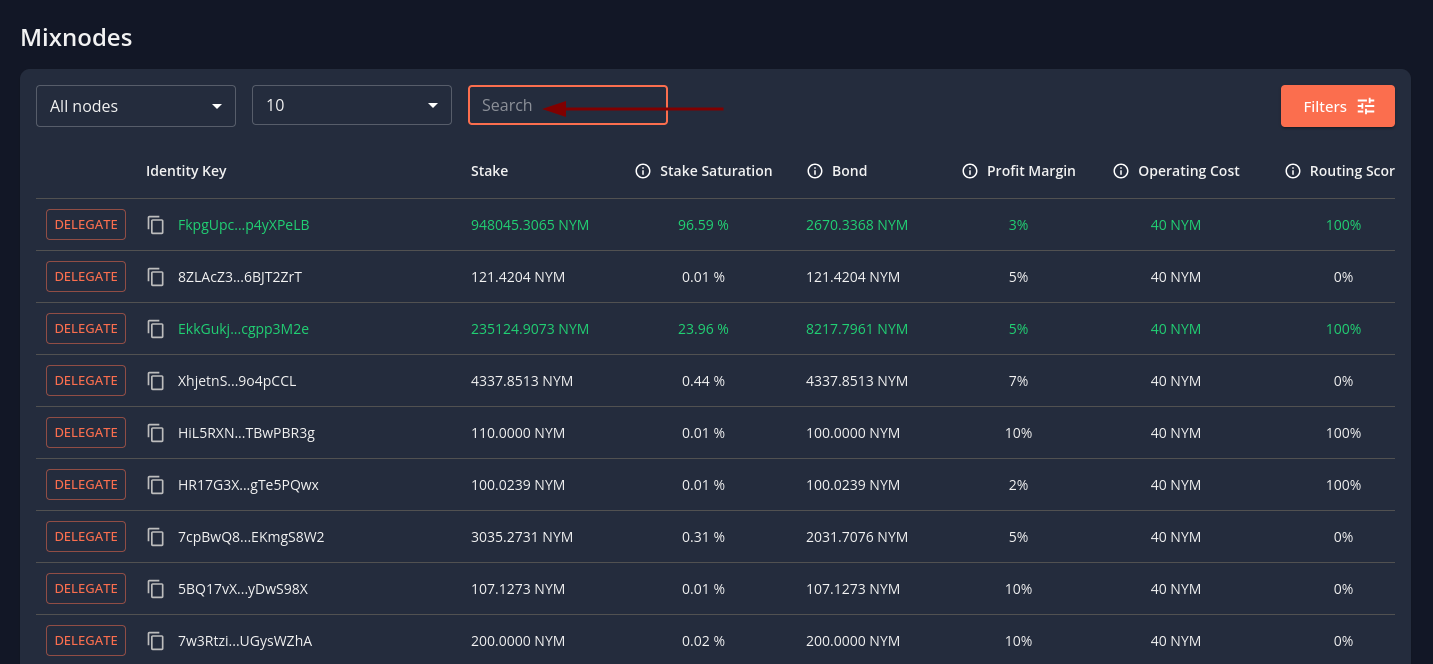 Mixnodes
All nodes 10 Search Filters
Identity Key Stake Stake Saturation Bond Profit Margin Operating Cost Routing Scor
DELEGATE FkpgUpc...p4yXPeLB 948045.3065 NYM 96.59 % 2670.3368 NYM 3% 40 NYM 100%
DELEGATE 8ZLAcZ3...6BJT2ZrT 121.4204 NYM 0.01 % 121.4204 NYM 5% 40 NYM 0%
DELEGATE EkkGukj...cgpp3M2e 235124.9073 NYM 23.96 % 8217.7961 NYM 5% 40 NYM 100%
DELEGATE XhjetnS...9o4pCCL 4337.8513 NYM 0.44 % 4337.8513 NYM 7% 40 NYM 0%
DELEGATE HiL5RXN...TBwPBR3g 110.0000 NYM 0.01 % 100.0000 NYM 10% 40 NYM 100%
DELEGATE HR17G3X...gTe5PQwx 100.0239 NYM 0.01 % 100.0239 NYM 2% 40 NYM 100%
DELEGATE 7cpBwQ8...EKmgS8W2 3035.2731 NYM 0.31 % 2031.7076 NYM 5% 40 NYM 0%
DELEGATE 5BQ17vX...yDwS98X 107.1273 NYM 0.01 % 107.1273 NYM 10% 40 NYM 0%
DELEGATE 7w3Rtzi...UGysWZhA 200.0000 NYM 0.02 % 200.0000 NYM 10% 40 NYM 0%